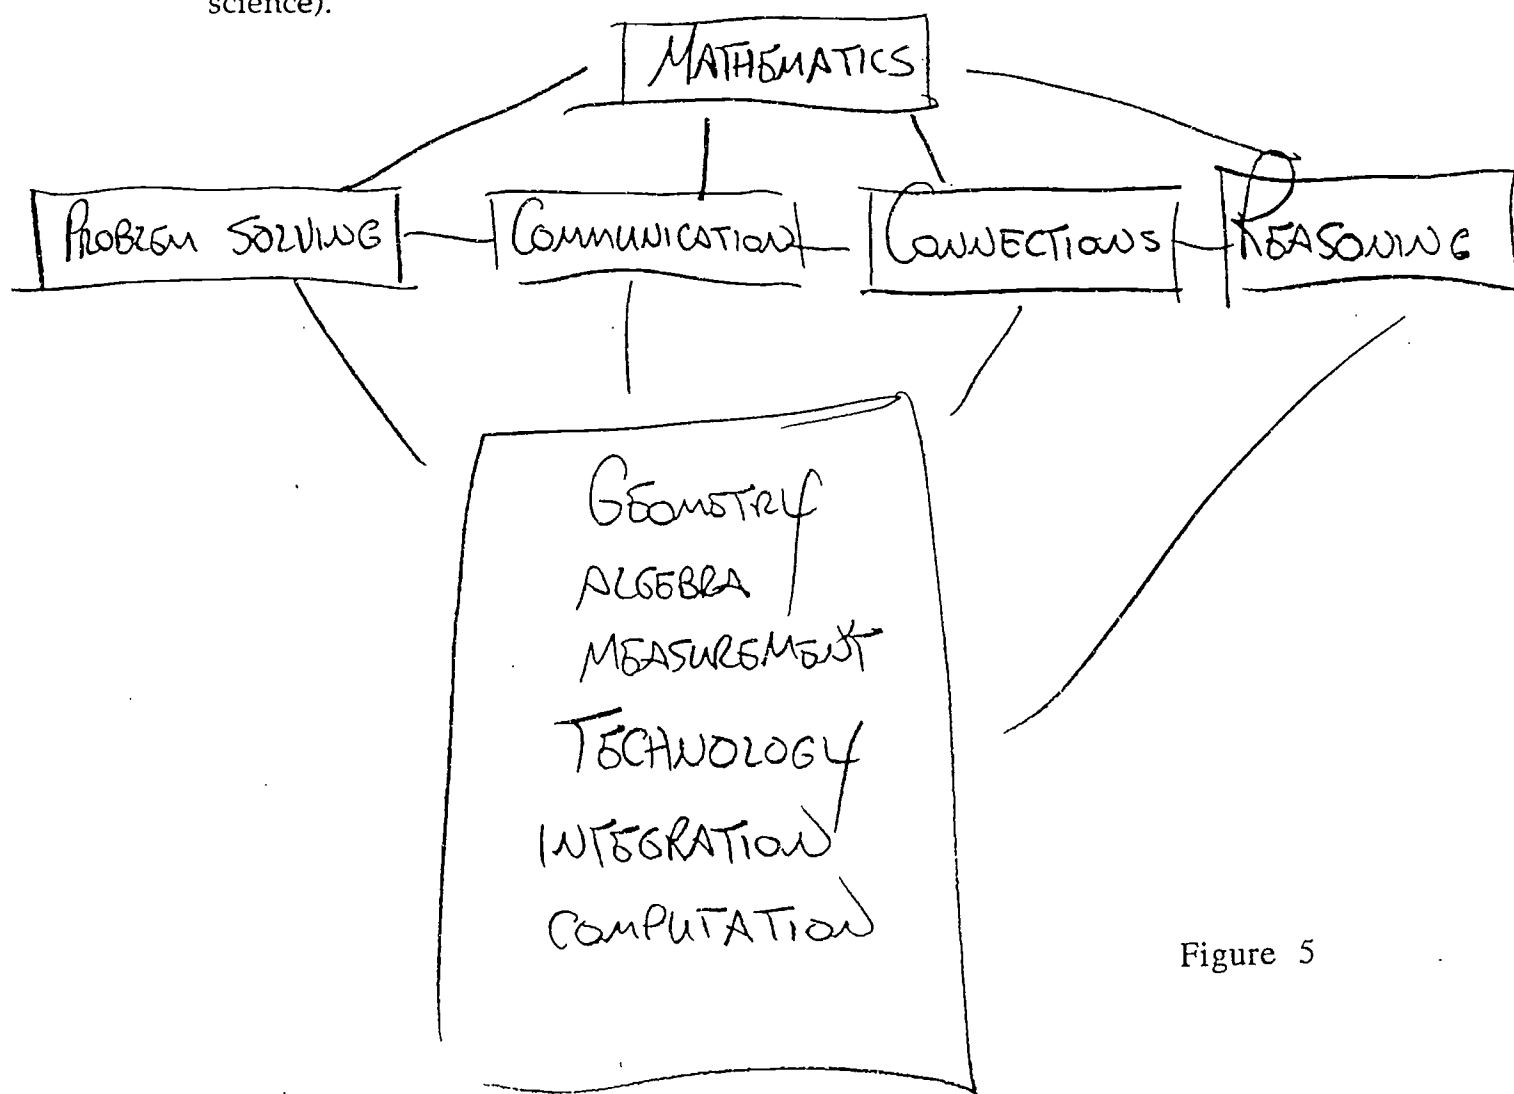 science).
MATHEMATICS
PROBLEM SOLVING COMMUNICATION CONNECTIONS REASONING
GEOMETRY
ALGEBRA
MEASUREMENT
TECHNOLOGY
INTEGRATION
COMPUTATION
Figure 5